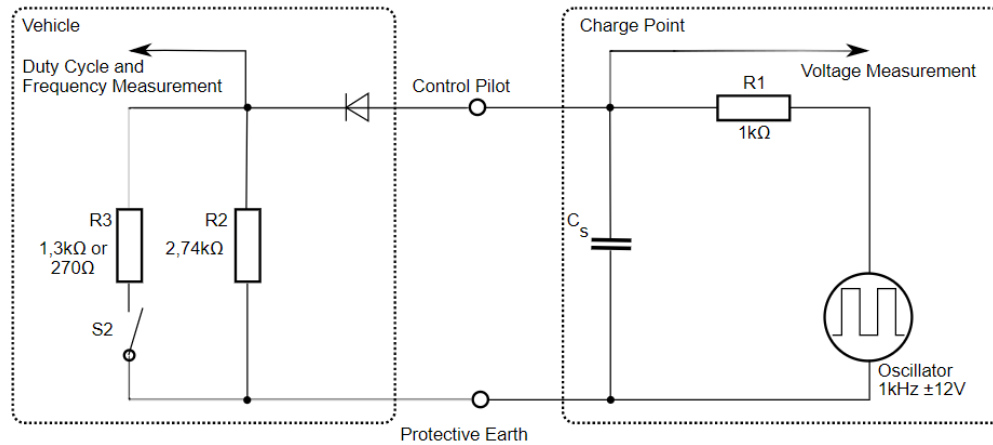 Vehicle
Duty Cycle and
Frequency Measurement
R3
1,3kΩ or
270Ω
R2
2,74kΩ
S2
Control Pilot
Protective Earth
Charge Point
Voltage Measurement
R1
1kΩ
Cs
Oscillator
1kHz ±12V